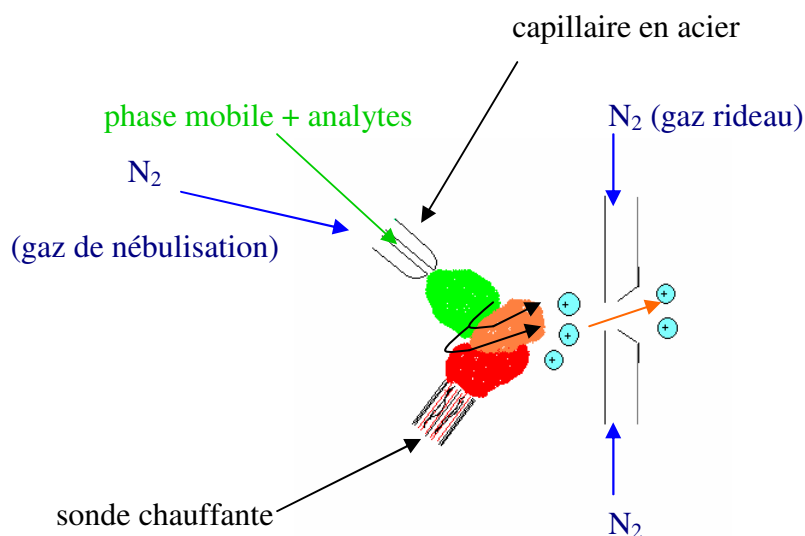 capillaire en acier
phase mobile + analytes
N2 (gaz rideau)
N2
(gaz de nébulisation)
+
+
+
+
+
sonde chauffante
N2